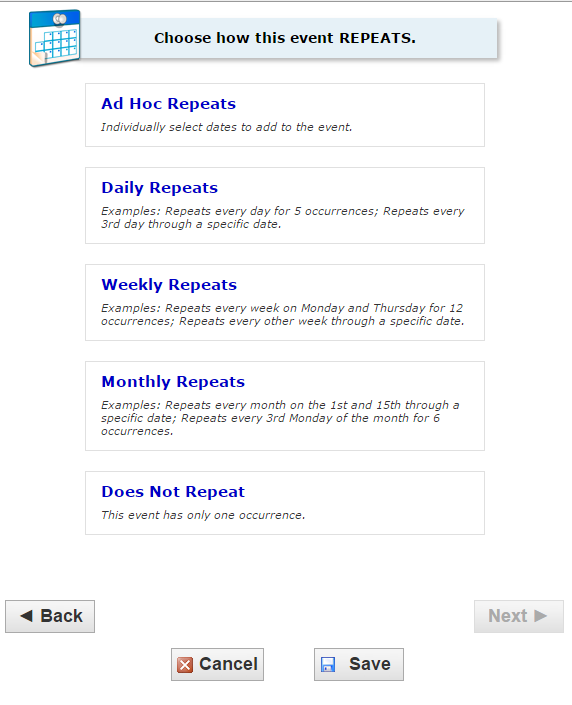 Choose how this event REPEATS.
Ad Hoc Repeats
Individually select dates to add to the event.
Daily Repeats
Examples: Repeats every day for 5 occurrences; Repeats every
3rd day through a specific date.
Weekly Repeats
Examples: Repeats every week on Monday and Thursday for 12
occurrences; Repeats every other week through a specific date.
Monthly Repeats
Examples: Repeats every month on the 1st and 15th through a
specific date; Repeats every 3rd Monday of the month for 6
occurrences.
Does Not Repeat
This event has only one occurrence.
◄ Back
Next ►
Cancel
Save